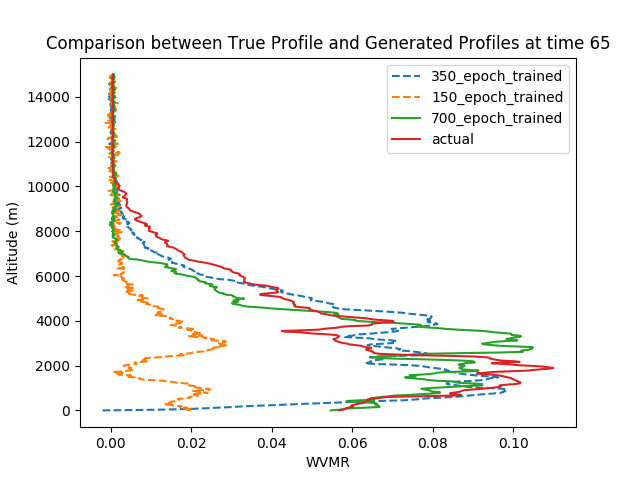 Comparison between True Profile and Generated Profiles at time 65
350_epoch_trained
150_epoch_trained
700_epoch_trained
actual
14000
12000
10000
8000
6000
4000
2000
0
Altitude (m)
0.00 0.02 0.04 0.06 0.08 0.10
WVMR